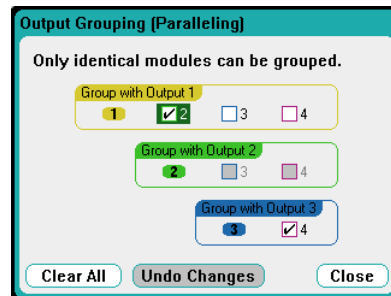 Output Grouping (Paralleling)
Only identical modules can be grouped.
Group with Output 1
1 2 3 4
Group with Output 2
2 3 4
Group with Output 3
3 4
Clear All Undo Changes Close